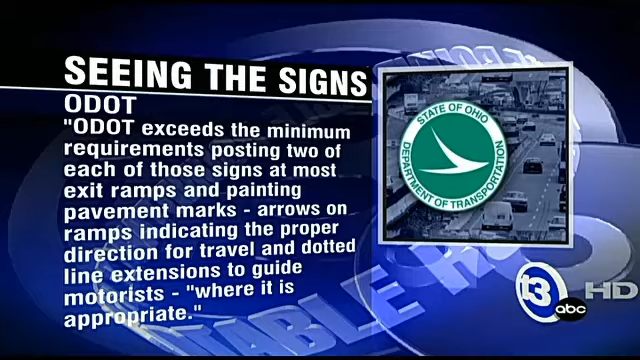 SEEING THE SIGNS
ODOT
"ODOT exceeds the minimum
requirements posting two of
each of those signs at most
exit ramps and painting
pavement marks - arrows on
ramps indicating the proper
direction for travel and dotted
line extensions to guide
motorists - "where it is
appropriate."
STATE OF OHIO
DEPARTMENT OF TRANSPORTATION
13
abc
HD
TABLE